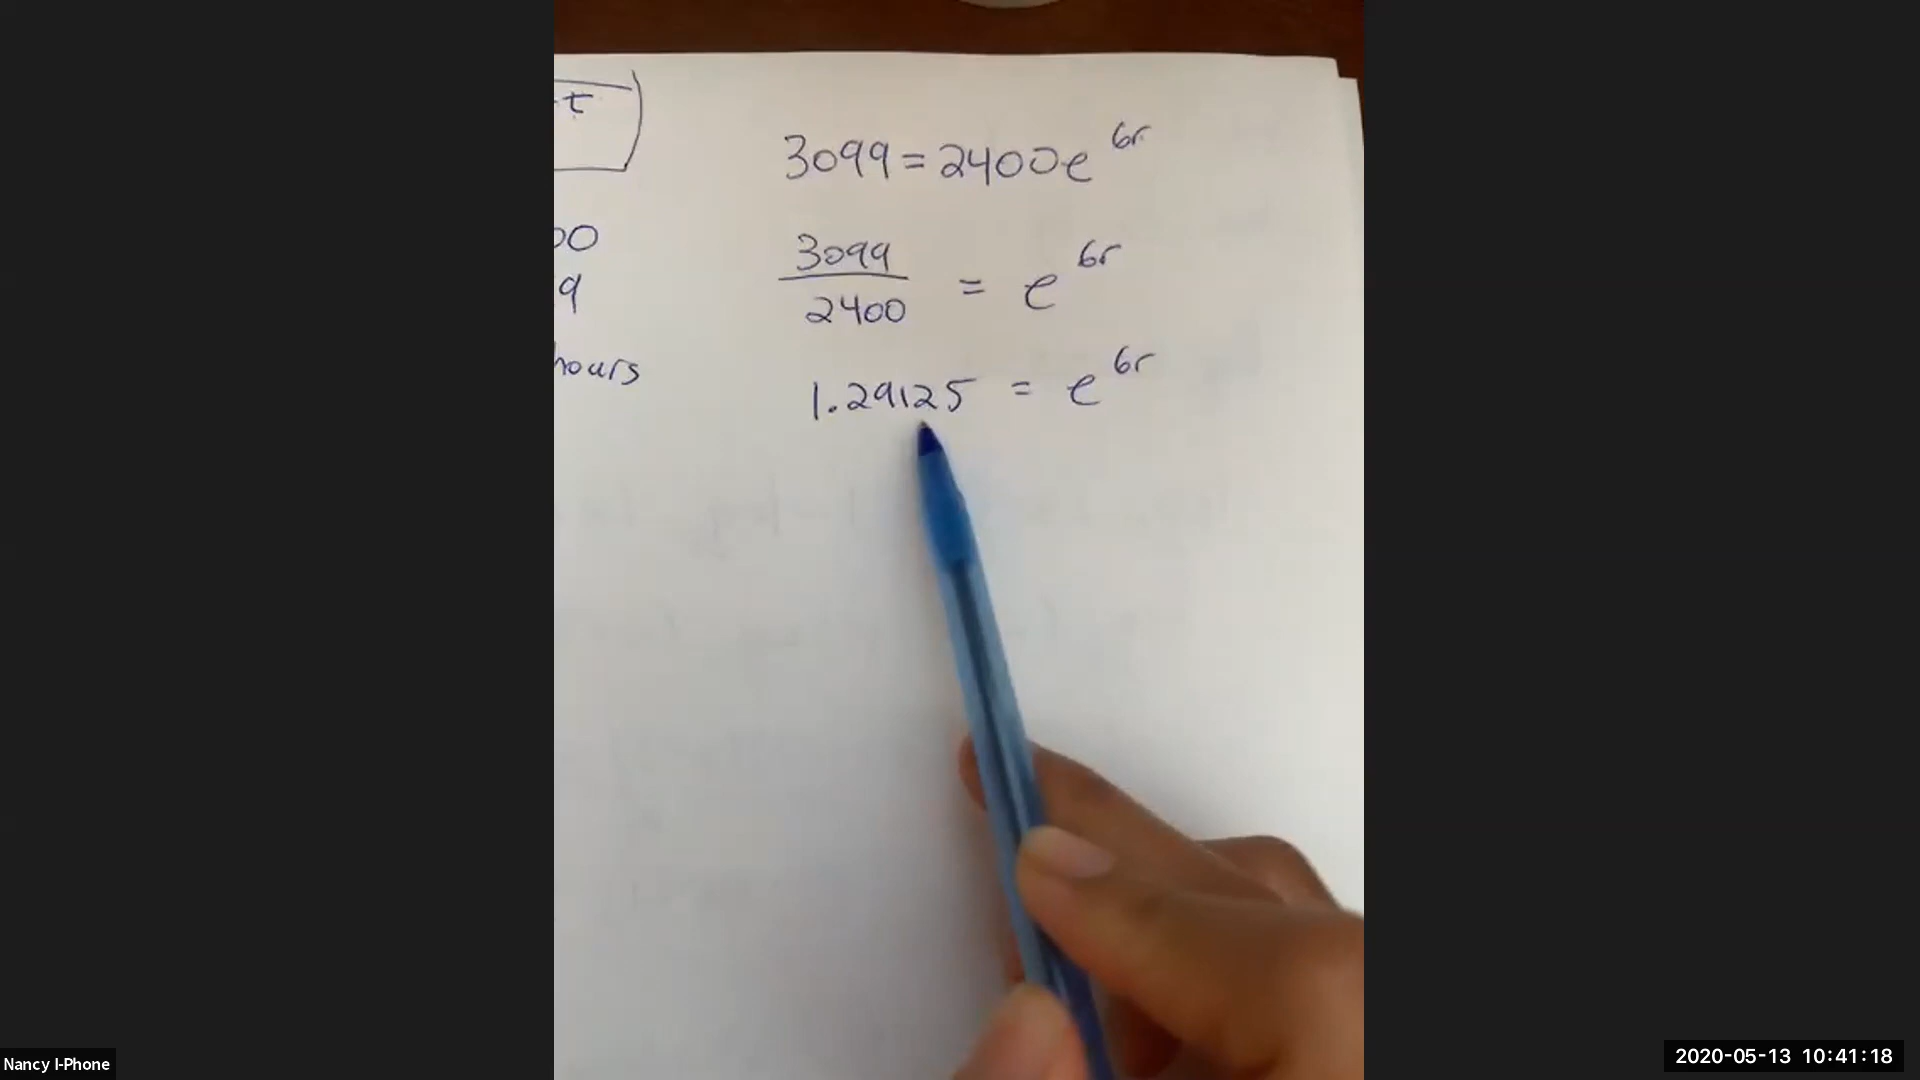 t
00
9
hours
3099 = 2400e^6r
3099
2400
= e^6r
1.29125 = e^6r
Nancy I-Phone
2020-05-13 10:41:18